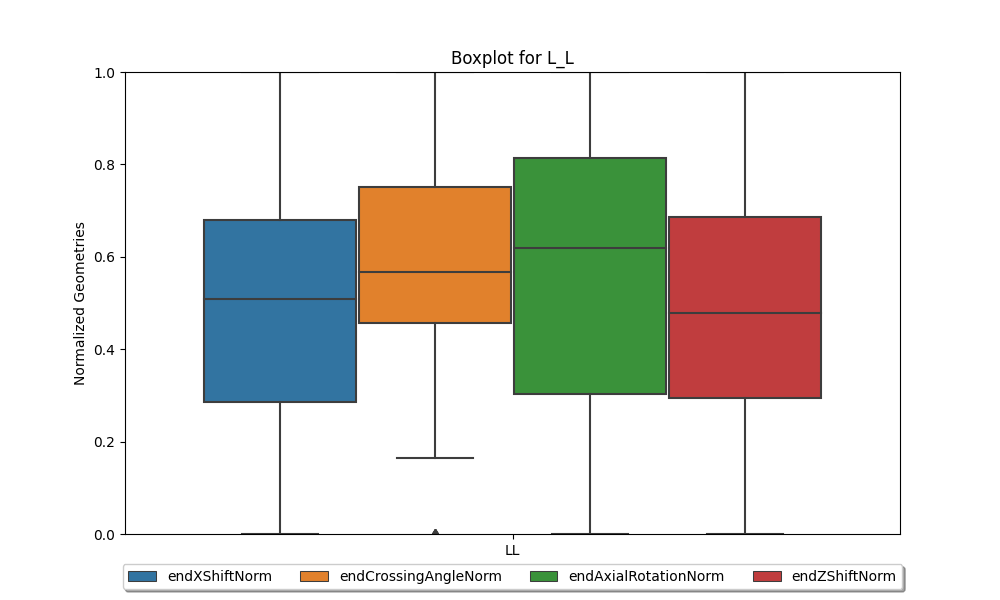 Boxplot for L_L
1.0
0.8
0.6
0.4
0.2
0.0
Normalized Geometries
LL
endXShiftNorm endCrossingAngleNorm endAxialRotationNorm endZShiftNorm